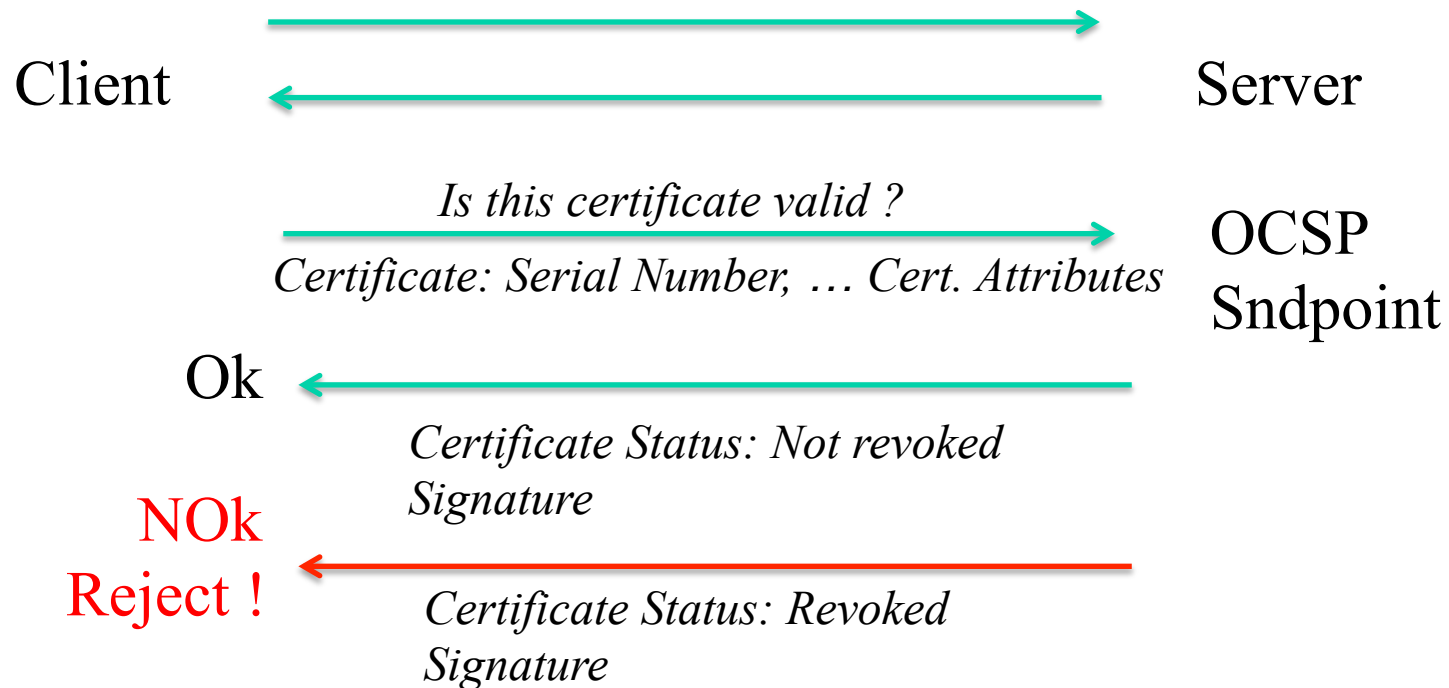 Client
Server
Is this certificate valid ?
Certificate: Serial Number, … Cert. Attributes
OCSP
Sndpoint
Ok
Certificate Status: Not revoked
Signature
NOk
Reject !
Certificate Status: Revoked
Signature